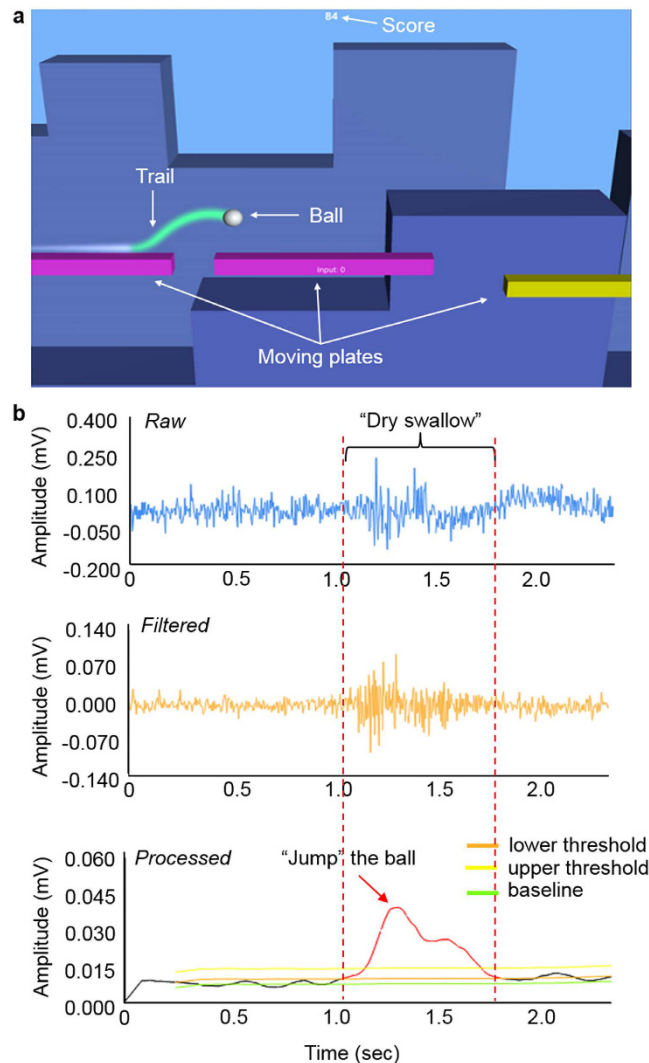 a
84
Score
Trail
Ball
Input: 0
Moving plates
b
Raw
"Dry swallow"
Amplitude (mV)
0.400
0.250
0.100
-0.050
-0.200
0 0.5 1.0 1.5 2.0
Filtered
Amplitude (mV)
0.140
0.070
0.000
-0.070
-0.140
0 0.5 1.0 1.5 2.0
Processed
"Jump" the ball
lower threshold
upper threshold
baseline
Amplitude (mV)
0.060
0.045
0.030
0.015
0.000
0 0.5 1.0 1.5 2.0
Time (sec)